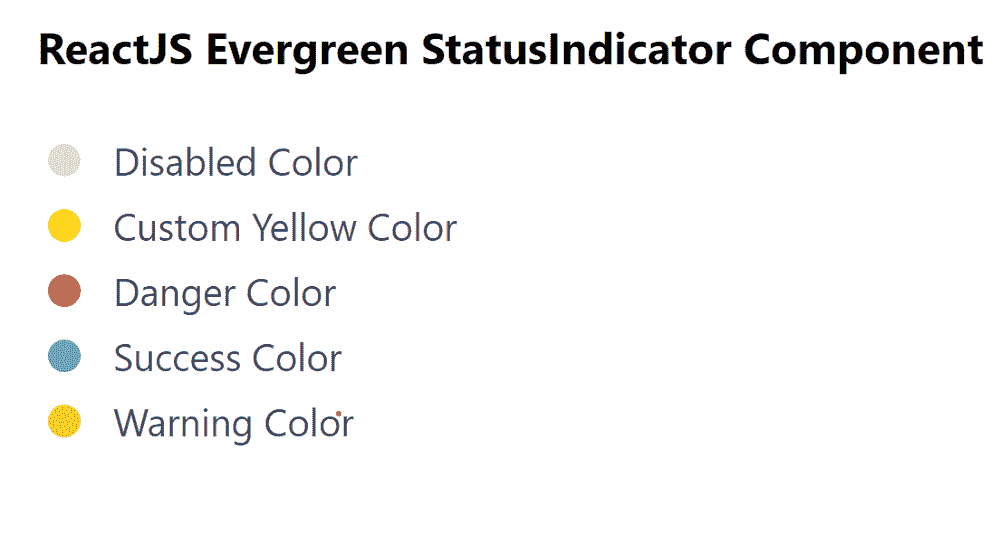 ReactJS Evergreen StatusIndicator Component
Disabled Color
Custom Yellow Color
Danger Color
Success Color
Warning Color